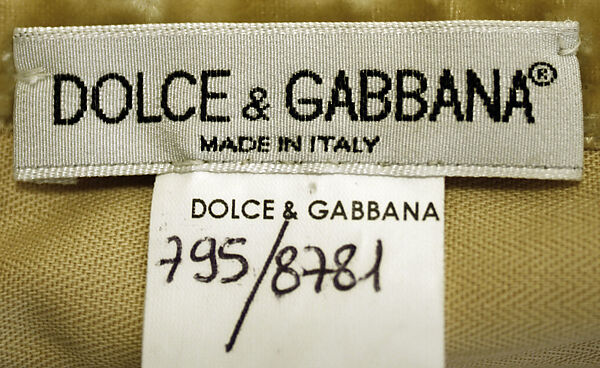 DOLCE & GABBANA®
MADE IN ITALY
DOLCE & GABBANA
795/8781